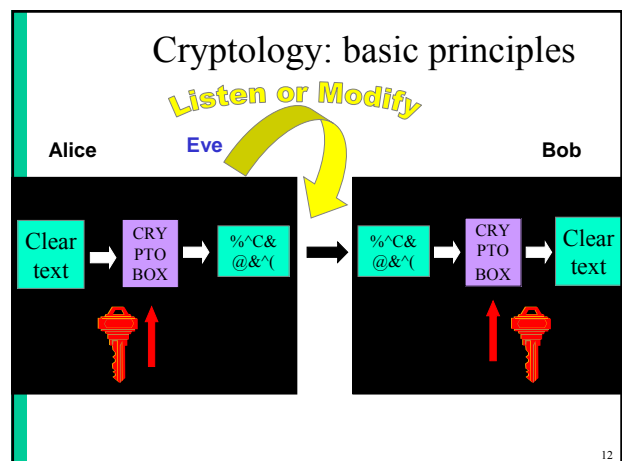 Cryptology: basic principles
Listen or Modify
Alice
Eve
Bob
Clear
text
CRY
PTO
BOX
%^C&
@&^(
%^C&
@&^(
CRY
PTO
BOX
Clear
text
12